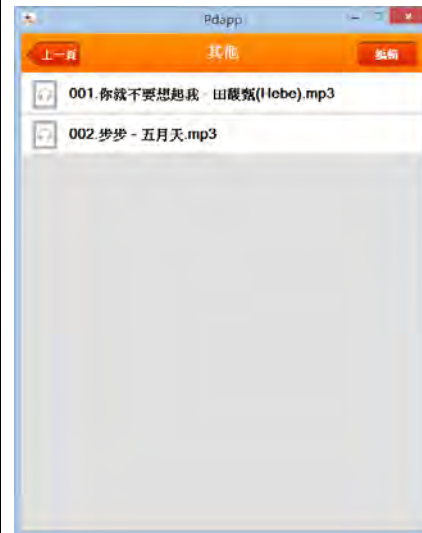 Pdapp
上一頁
其他
編輯
001.你就不要想起我 - 田馥甄(Hebe).mp3
002.步步 - 五月天.mp3